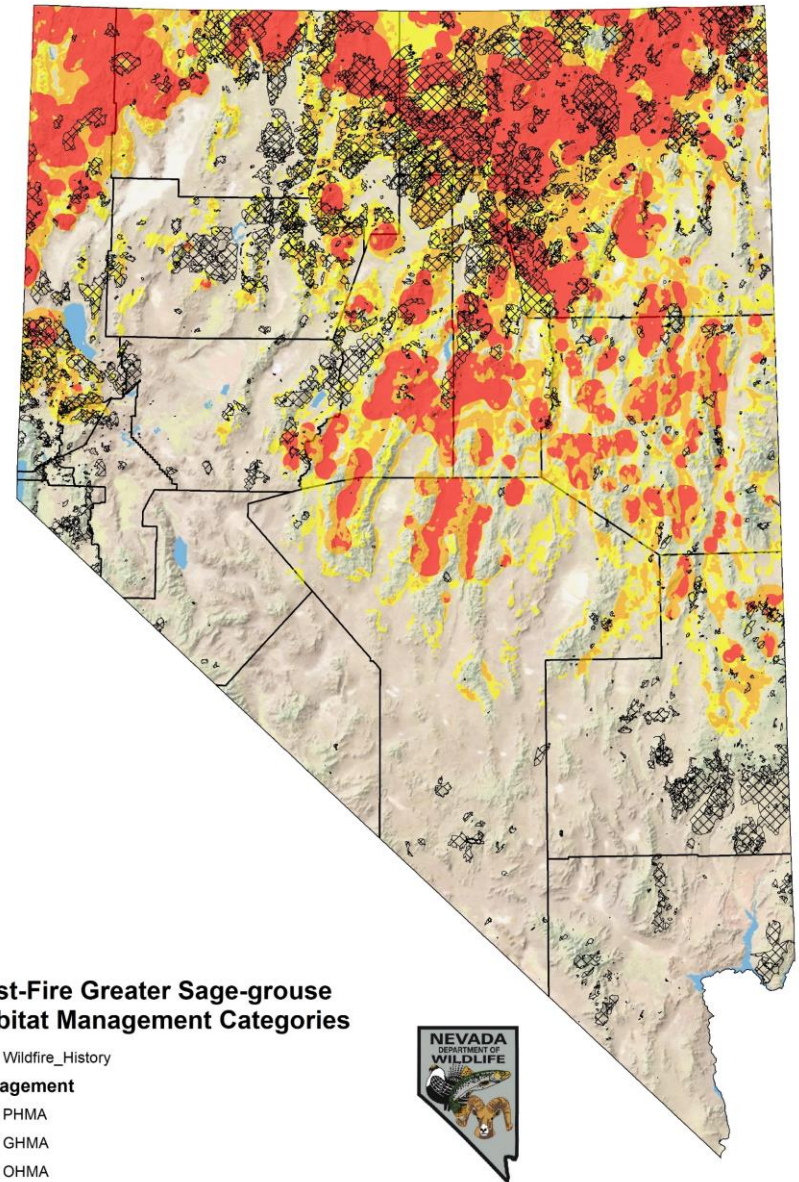 st-Fire Greater Sage-grouse
bitat Management Categories
Wildfire_History
agement
PHMA
GHMA
OHMA
NEVADA
DEPARTMENT OF
WILDLIFE